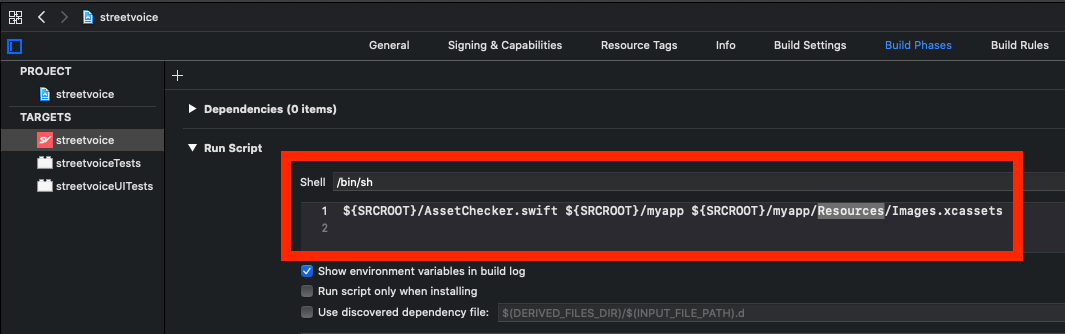 streetvoice
General Signing & Capabilities Resource Tags Info Build Settings Build Phases Build Rules
PROJECT
streetvoice
TARGETS
streetvoice
streetvoiceTests
streetvoiceUITests
Dependencies (0 items)
Run Script
Shell /bin/sh
1 ${SRCROOT}/AssetChecker.swift ${SRCROOT}/myapp ${SRCROOT}/myapp/Resources/Images.xcassets
2
Show environment variables in build log
Run script only when installing
Use discovered dependency file: $(DERIVED_FILES_DIR)/$(INPUT_FILE_PATH).d